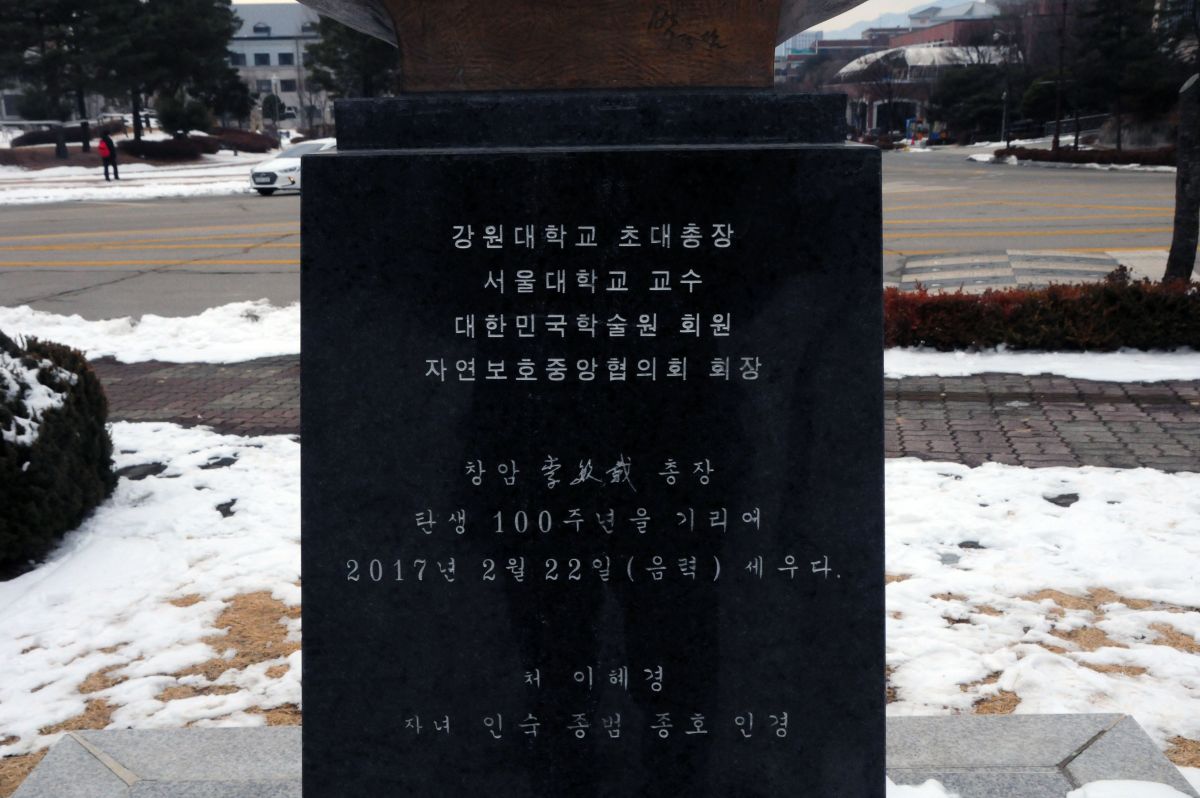 강원대학교 초대총장
서울대학교 교수
대한민국학술원 회원
자연보호중앙협의회 회장
창암 李敏載 총장
탄생 100주년을 기리며
2017년 2월 22일(음력) 세우다.
처 이혜경
자녀 인숙 종범 종호 인경